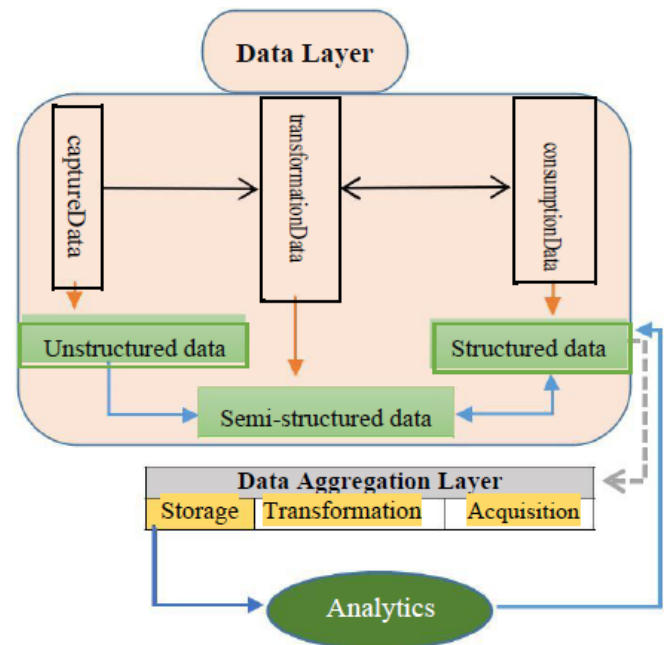 Data Layer
captureData
transformationData
consumptionData
Unstructured data
Structured data
Semi-structured data
Data Aggregation Layer
Storage Transformation Acquisition
Analytics